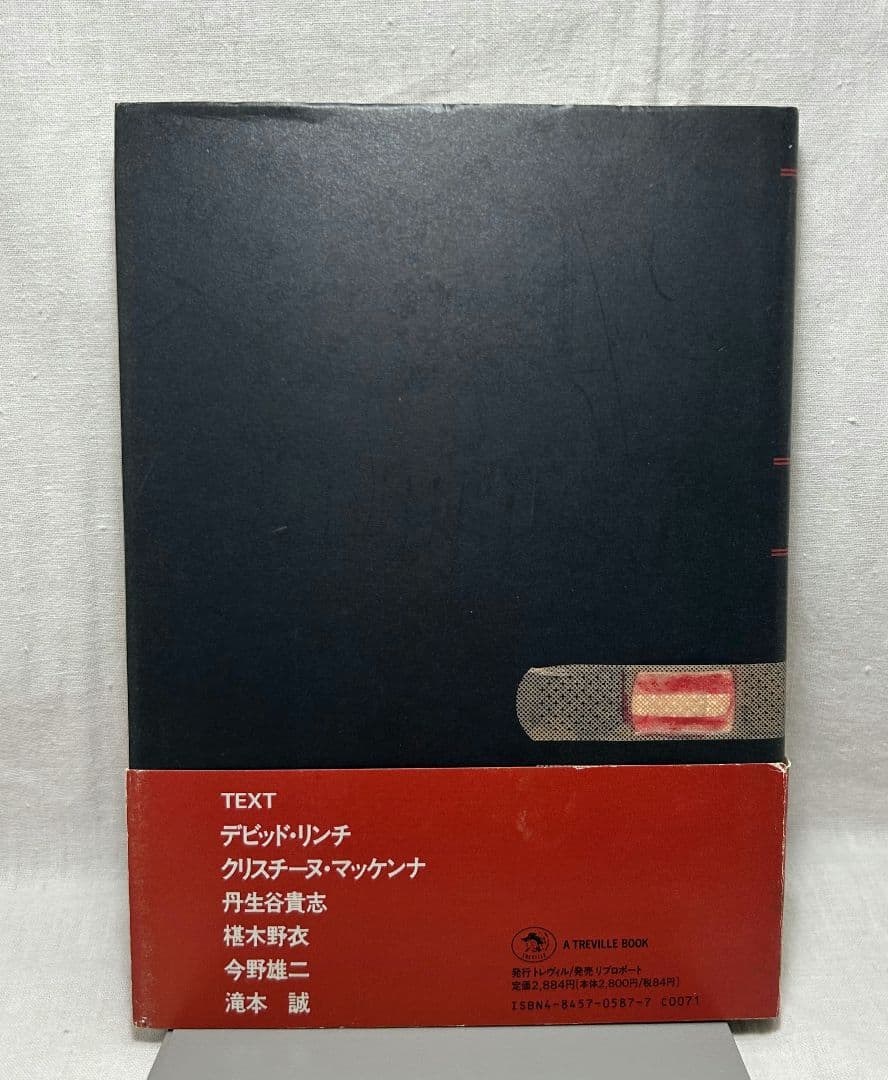 TEXT
デビッド・リンチ
クリスチーヌ・マッケンナ
丹生谷貴志
椹木野衣
今野雄二
滝本 誠
TREVILLE
A TREVILLE BOOK
発行 トレヴィル/発売 リブロポート
定価2,884円[本体2,800円/税84円]
ISBN4-8457-0587-7 C0071